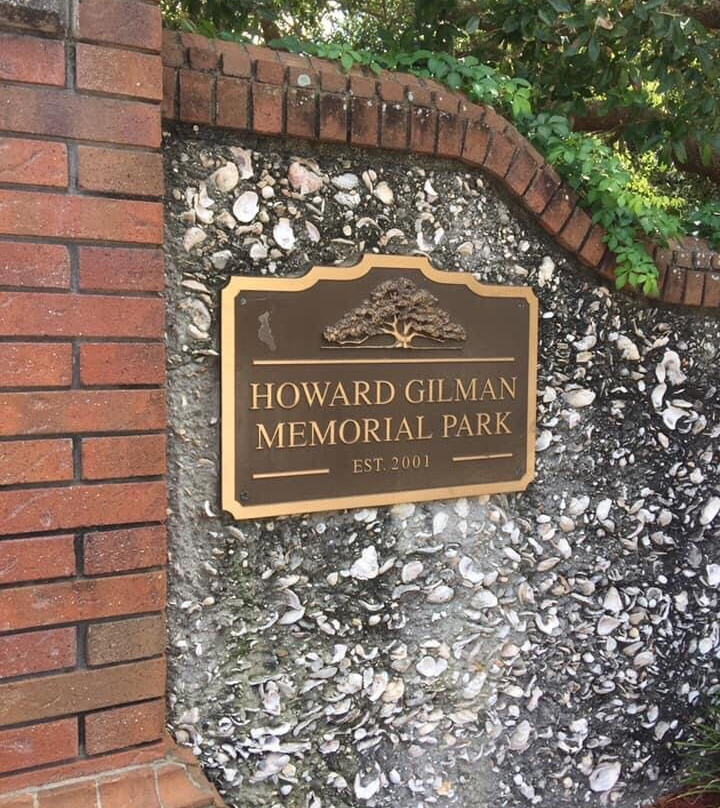 HOWARD GILMAN
MEMORIAL PARK
EST. 2001